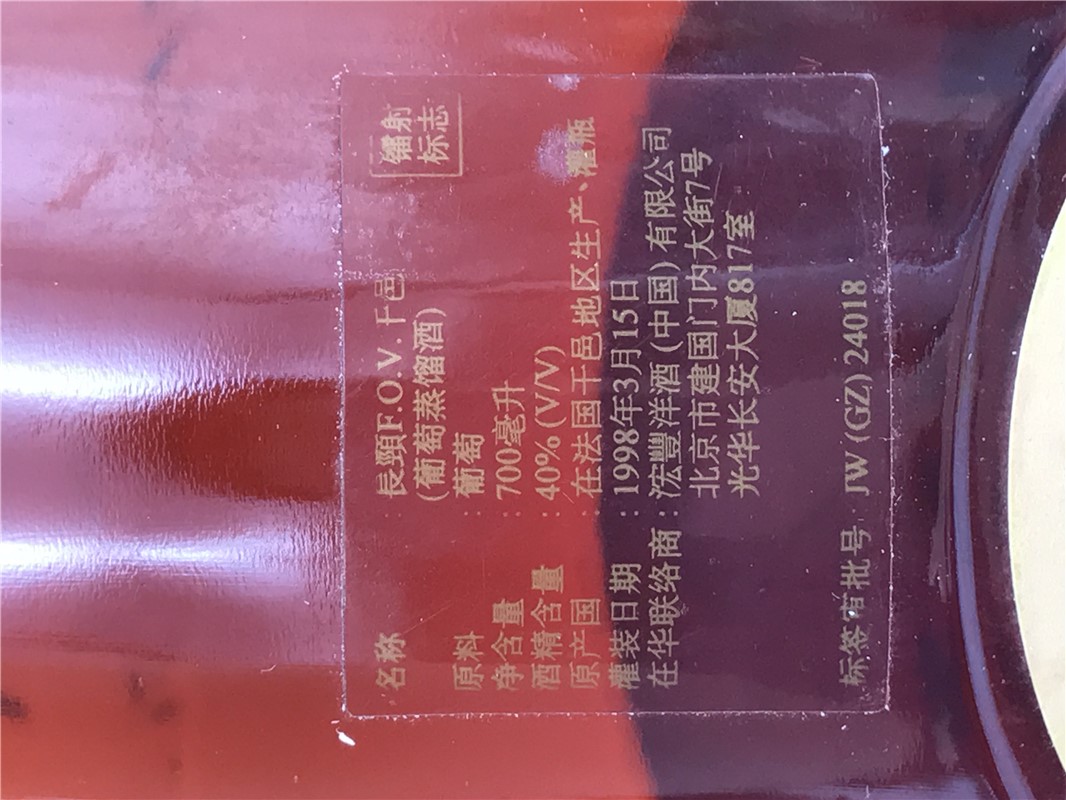 镭射
标志
名称 : 長頸F.O.V.干邑
(葡萄蒸馏酒)
原料 : 葡萄
净含量 : 700毫升
酒精含量 : 40% (V/V)
原产国 : 在法国干邑地区生产、灌瓶
灌装日期 : 1998年3月15日
在华联络商 : 浤豐洋酒 (中国) 有限公司
北京市建国门内大街7号
光华长安大厦817室
标签审批号 : JW (GZ) 24018